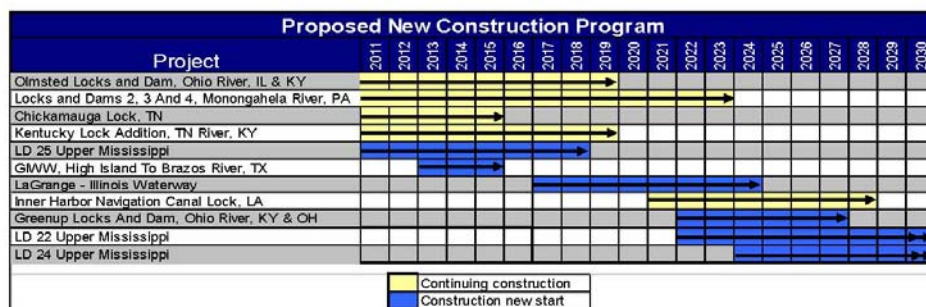 Proposed New Construction Program
Project 2011 2012 2013 2014 2015 2016 2017 2018 2019 2020 2021 2022 2023 2024 2025 2026 2027 2028 2029 2030
Olmsted Locks and Dam, Ohio River, IL & KY
Locks and Dams 2, 3 And 4, Monongahela River, PA
Chickamauga Lock, TN
Kentucky Lock Addition, TN River, KY
LD 25 Upper Mississippi
GIWW, High Island To Brazos River, TX
LaGrange - Illinois Waterway
Inner Harbor Navigation Canal Lock, LA
Greenup Locks And Dam, Ohio River, KY & OH
LD 22 Upper Mississippi
LD 24 Upper Mississippi
Continuing construction
Construction new start